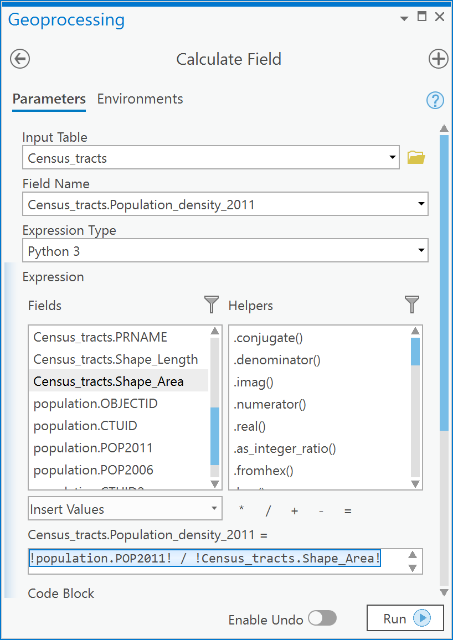 Geoprocessing
Calculate Field
Parameters Environments
Input Table
Census_tracts
Field Name
Census_tracts.Population_density_2011
Expression Type
Python 3
Expression
Fields
Helpers
Census_tracts.PRNAME
Census_tracts.Shape_Length
Census_tracts.Shape_Area
population.OBJECTID
population.CTUID
population.POP2011
population.POP2006
.conjugate()
.denominator()
.imag()
.numerator()
.real()
.as_integer_ratio()
.fromhex()
Insert Values
* / + - =
Census_tracts.Population_density_2011 =
!population.POP2011! / !Census_tracts.Shape_Area!
Code Block
Enable Undo
Run